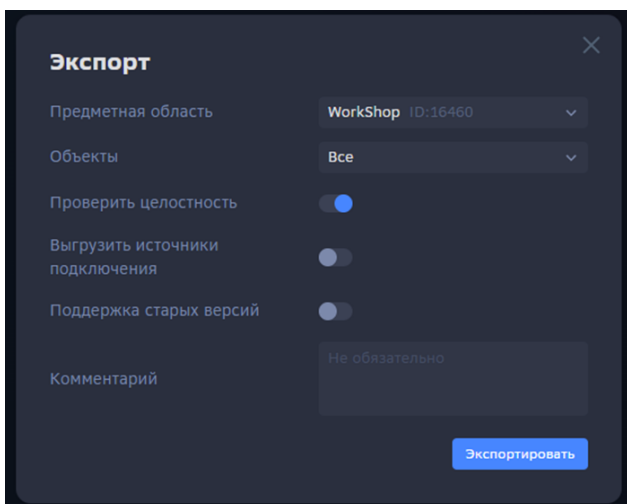 Экспорт
Предметная область
WorkShop ID:16460
Объекты
Все
Проверить целостность
Выгрузить источники
подключения
Поддержка старых версий
Комментарий
Не обязательно
Экспортировать